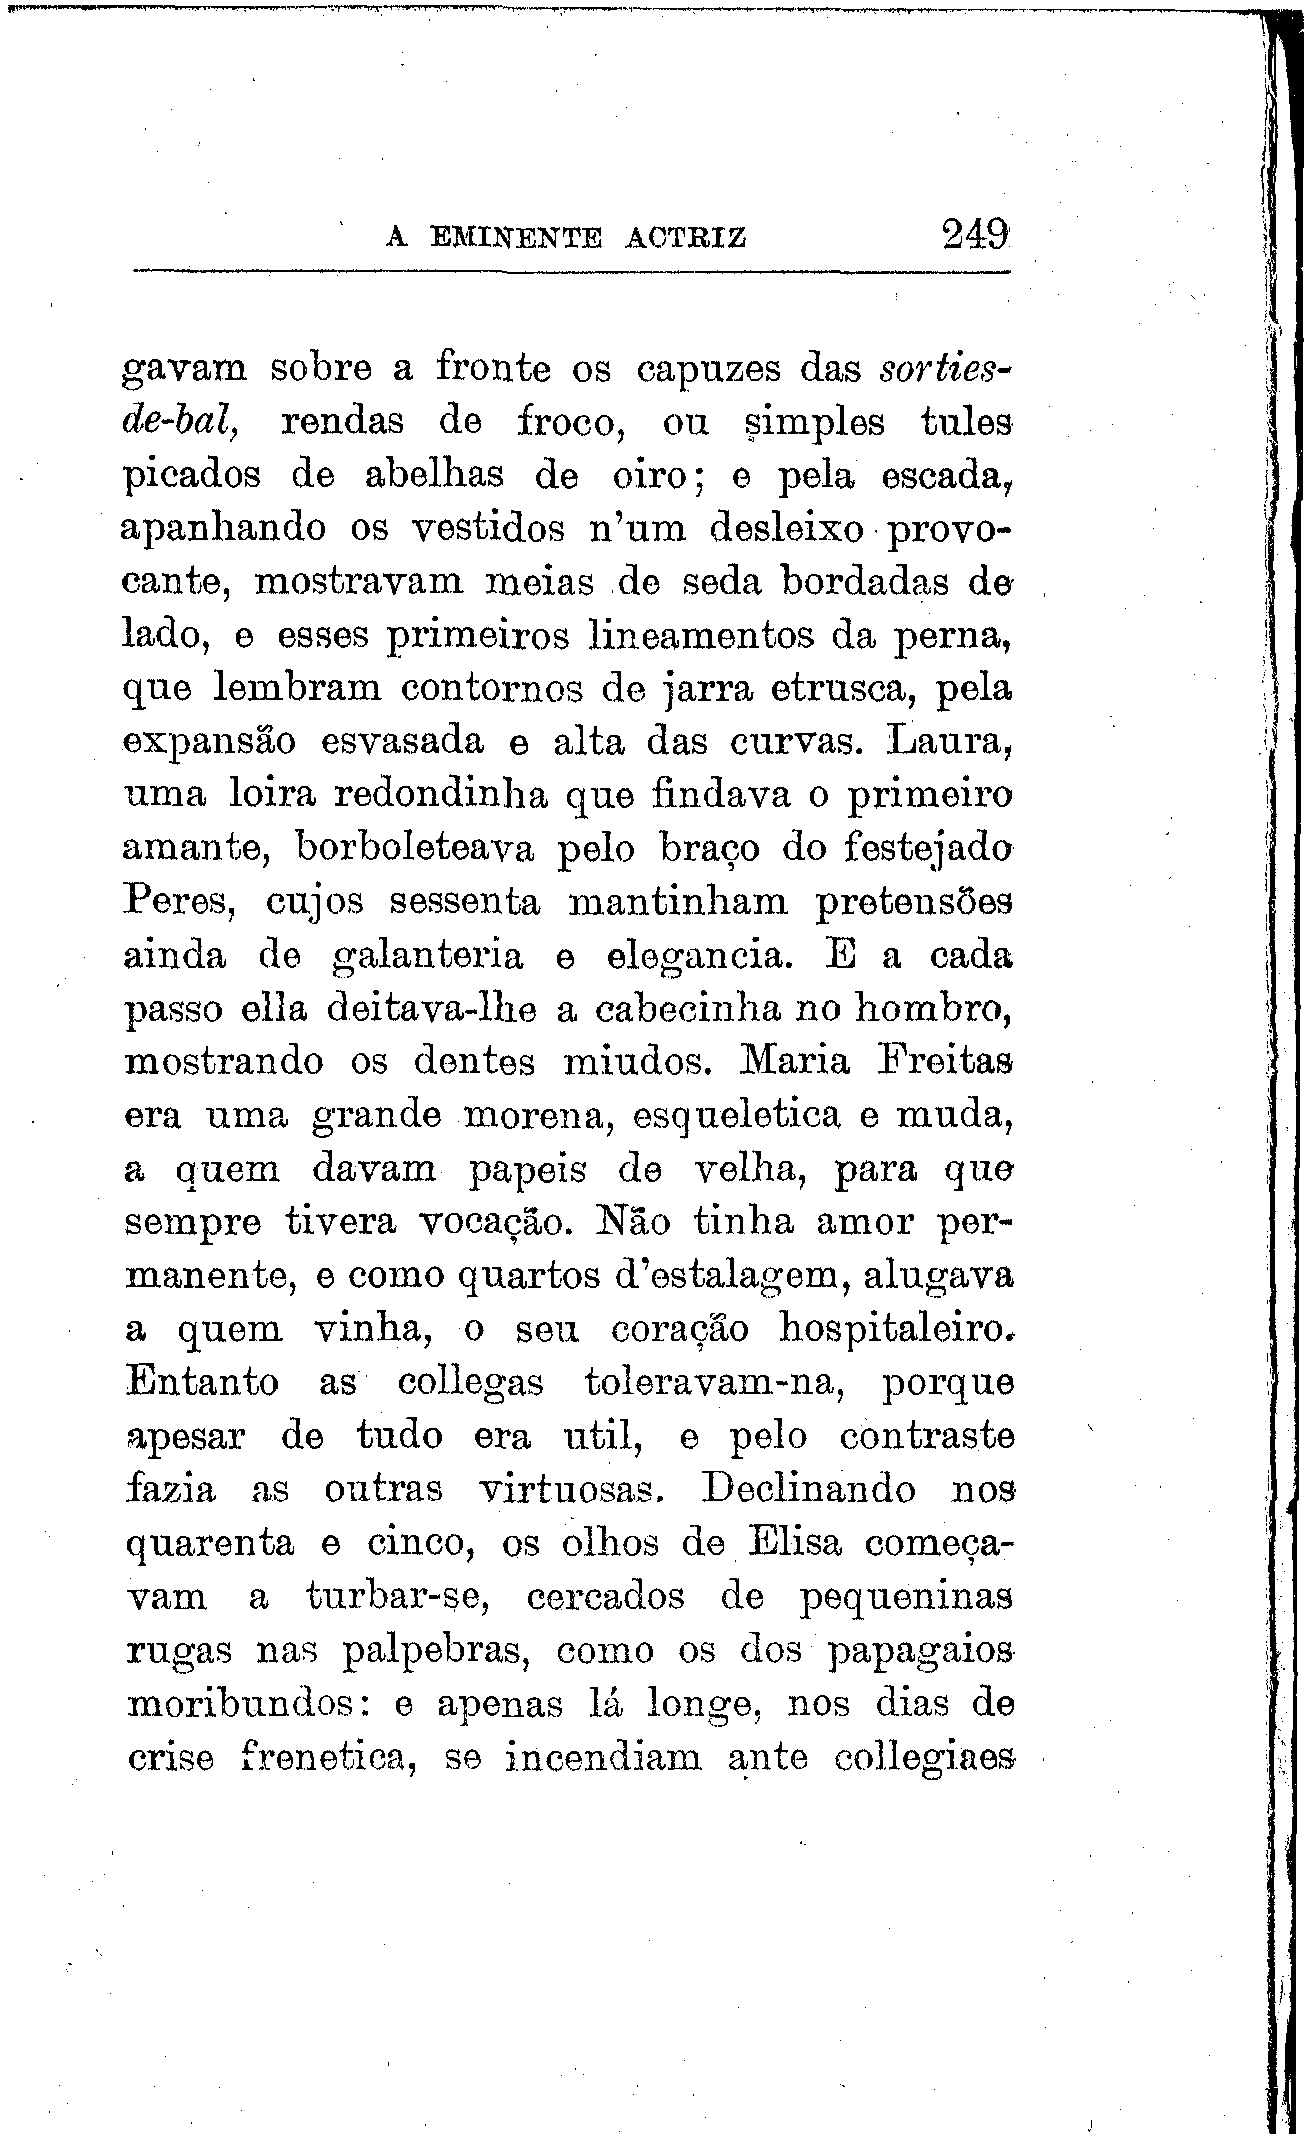 A EMINENTE ACTRIZ 249
gavam sobre a fronte os capuzes das sorties-
de-bal, rendas de froco, ou simples tules
picados de abelhas de oiro; e pela escada,
apanhando os vestidos n'um desleixo provo-
cante, mostravam meias de seda bordadas de
lado, e esses primeiros lineamentos da perna,
que lembram contornos de jarra etrusca, pela
expansão esvasada e alta das curvas. Laura,
uma loira redondinha que findava o primeiro
amante, borboleteava pelo braço do festejado
Peres, cujos sessenta mantinham pretensões
ainda de galanteria e elegancia. E a cada
passo ella deitava-lhe a cabecinha no hombro,
mostrando os dentes miudos. Maria Freitas
era uma grande morena, esqueletica e muda,
a quem davam papeis de velha, para que
sempre tivera vocação. Não tinha amor per-
manente, e como quartos d'estalagem, alugava
a quem vinha, o seu coração hospitaleiro.
Entanto as collegas toleravam-na, porque
apesar de tudo era util, e pelo contraste
fazia as outras virtuosas. Declinando nos
quarenta e cinco, os olhos de Elisa começa-
vam a turbar-se, cercados de pequeninas
rugas nas palpebras, como os dos papagaios
moribundos: e apenas lá longe, nos dias de
crise frenetica, se incendiam ante collegiaes